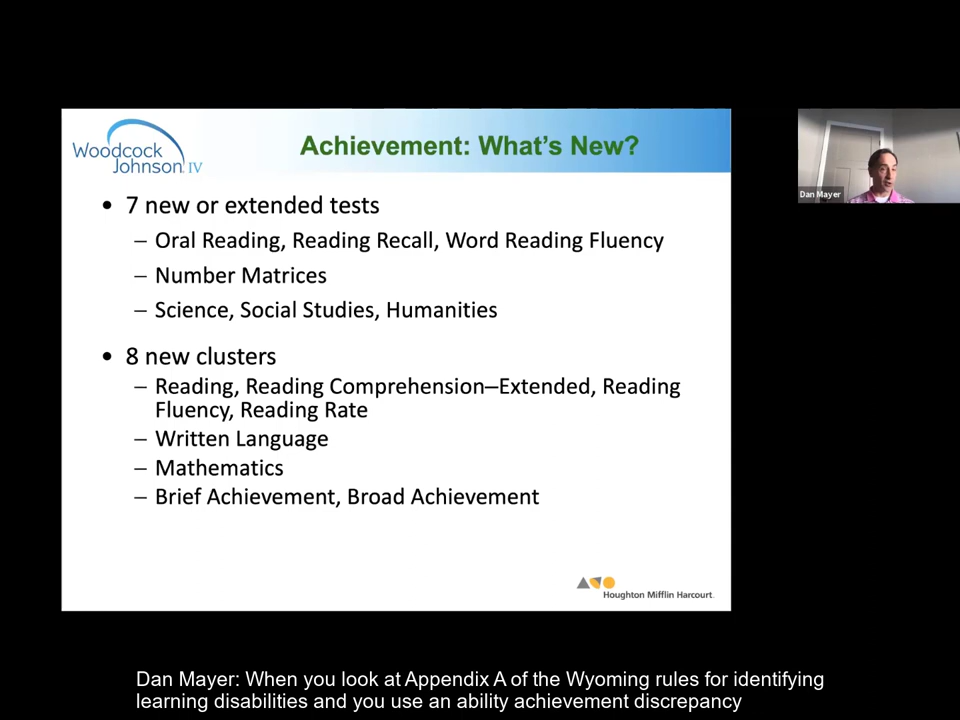 Woodcock
Johnson IV
Achievement: What's New?
• 7 new or extended tests
– Oral Reading, Reading Recall, Word Reading Fluency
– Number Matrices
– Science, Social Studies, Humanities
• 8 new clusters
– Reading, Reading Comprehension–Extended, Reading
Fluency, Reading Rate
– Written Language
– Mathematics
– Brief Achievement, Broad Achievement
Houghton Mifflin Harcourt
Dan Mayer
Dan Mayer: When you look at Appendix A of the Wyoming rules for identifying
learning disabilities and you use an ability achievement discrepancy